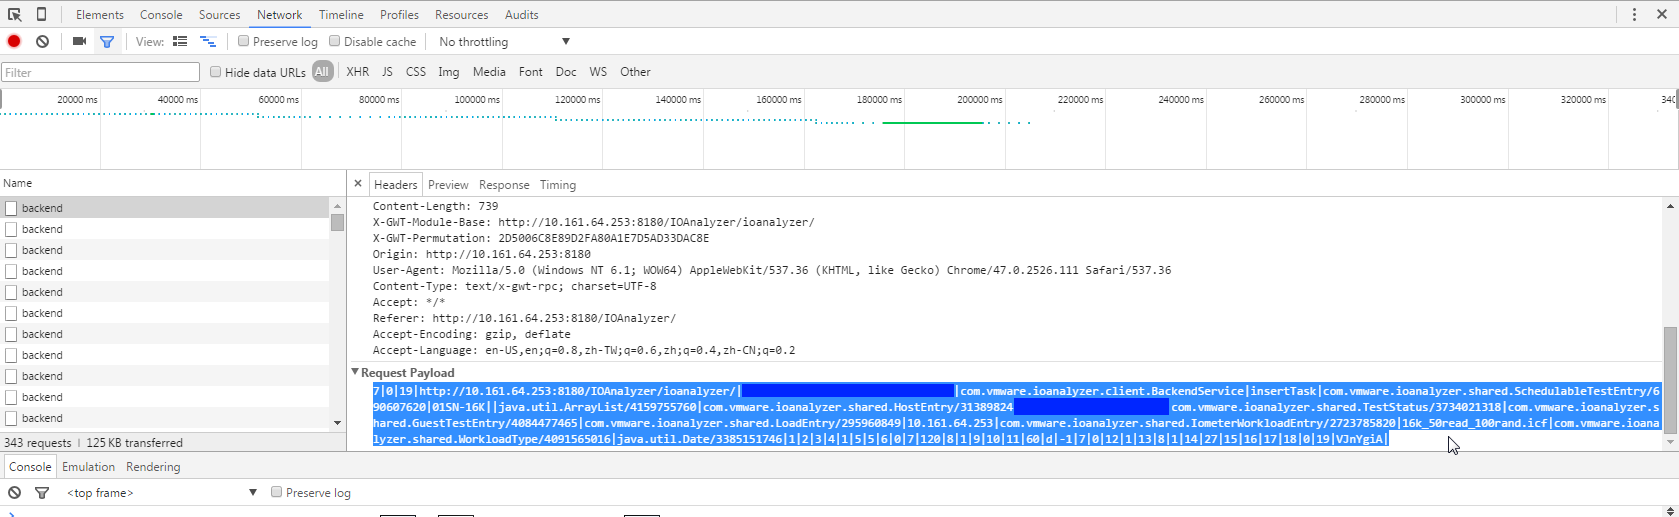 Elements Console Sources Network Timeline Profiles Resources Audits
View: Preserve log Disable cache No throttling
Filter Hide data URLs All XHR JS CSS Img Media Font Doc WS Other
20000 ms 40000 ms 60000 ms 80000 ms 100000 ms 120000 ms 140000 ms 160000 ms 180000 ms 200000 ms 220000 ms 240000 ms 260000 ms 280000 ms 300000 ms 320000 ms 340
Name
backend
backend
backend
backend
backend
backend
backend
backend
backend
backend
backend
343 requests | 125 KB transferred
× Headers Preview Response Timing
Content-Length: 739
X-GWT-Module-Base: http://10.161.64.253:8180/IOAnalyzer/ioanalyzer/
X-GWT-Permutation: 2D5006C8E89D2FA80A1E7D5AD33DAC8E
Origin: http://10.161.64.253:8180
User-Agent: Mozilla/5.0 (Windows NT 6.1; WOW64) AppleWebKit/537.36 (KHTML, like Gecko) Chrome/47.0.2526.111 Safari/537.36
Content-Type: text/x-gwt-rpc; charset=UTF-8
Accept: */*
Referer: http://10.161.64.253:8180/IOAnalyzer/
Accept-Encoding: gzip, deflate
Accept-Language: en-US,en;q=0.8,zh-TW;q=0.6,zh;q=0.4,zh-CN;q=0.2
Request Payload
7|0|19|http://10.161.64.253:8180/IOAnalyzer/ioanalyzer/| |com.vmware.ioanalyzer.client.BackendService|insertTask|com.vmware.ioanalyzer.shared.SchedulableTestEntry/6
90607620|01SN-16K||java.util.ArrayList/4159755760|com.vmware.ioanalyzer.shared.HostEntry/31389824 com.vmware.ioanalyzer.shared.TestStatus/3734021318|com.vmware.ioanalyzer.s
hared.GuestTestEntry/4084477465|com.vmware.ioanalyzer.shared.LoadEntry/295960849|10.161.64.253|com.vmware.ioanalyzer.shared.IometerWorkloadEntry/2723785820|16k_50read_100rand.icf|com.vmware.ioana
lyzer.shared.WorkloadType/4091565016|java.util.Date/3385151746|1|2|3|4|1|5|5|6|0|7|120|8|1|9|10|11|60|d|-1|7|0|12|1|13|8|1|14|27|15|16|17|18|0|19|VJnYgiA|
Console Emulation Rendering
<top frame> Preserve log